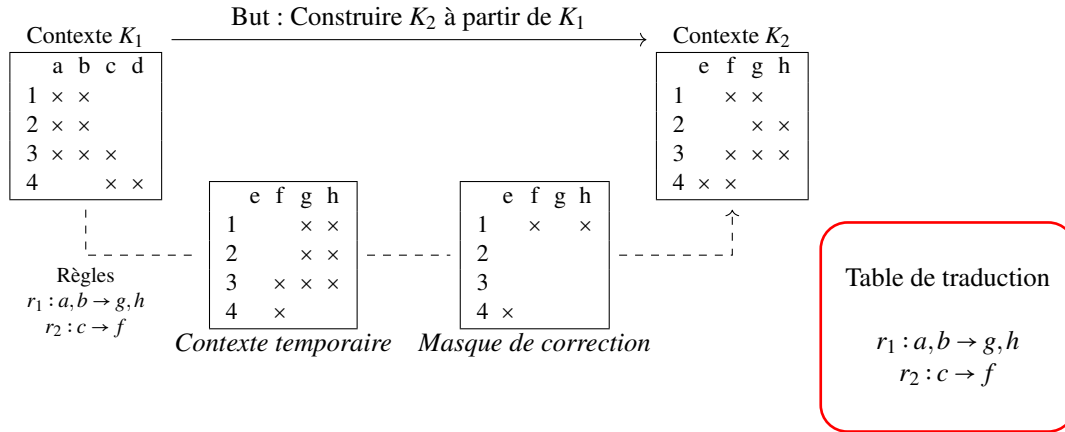 But : Construire K₂ à partir de K₁
Contexte K₁
a b c d
1 × ×
2 × ×
3 × × ×
4 × ×
Contexte K₂
e f g h
1 × ×
2 × ×
3 × × ×
4 × ×
Règles
r₁ : a, b → g, h
r₂ : c → f
e f g h
1 × ×
2 × ×
3 × × ×
4 ×
Contexte temporaire
e f g h
1 × ×
2
3
4 ×
Masque de correction
Table de traduction
r₁ : a, b → g, h
r₂ : c → f